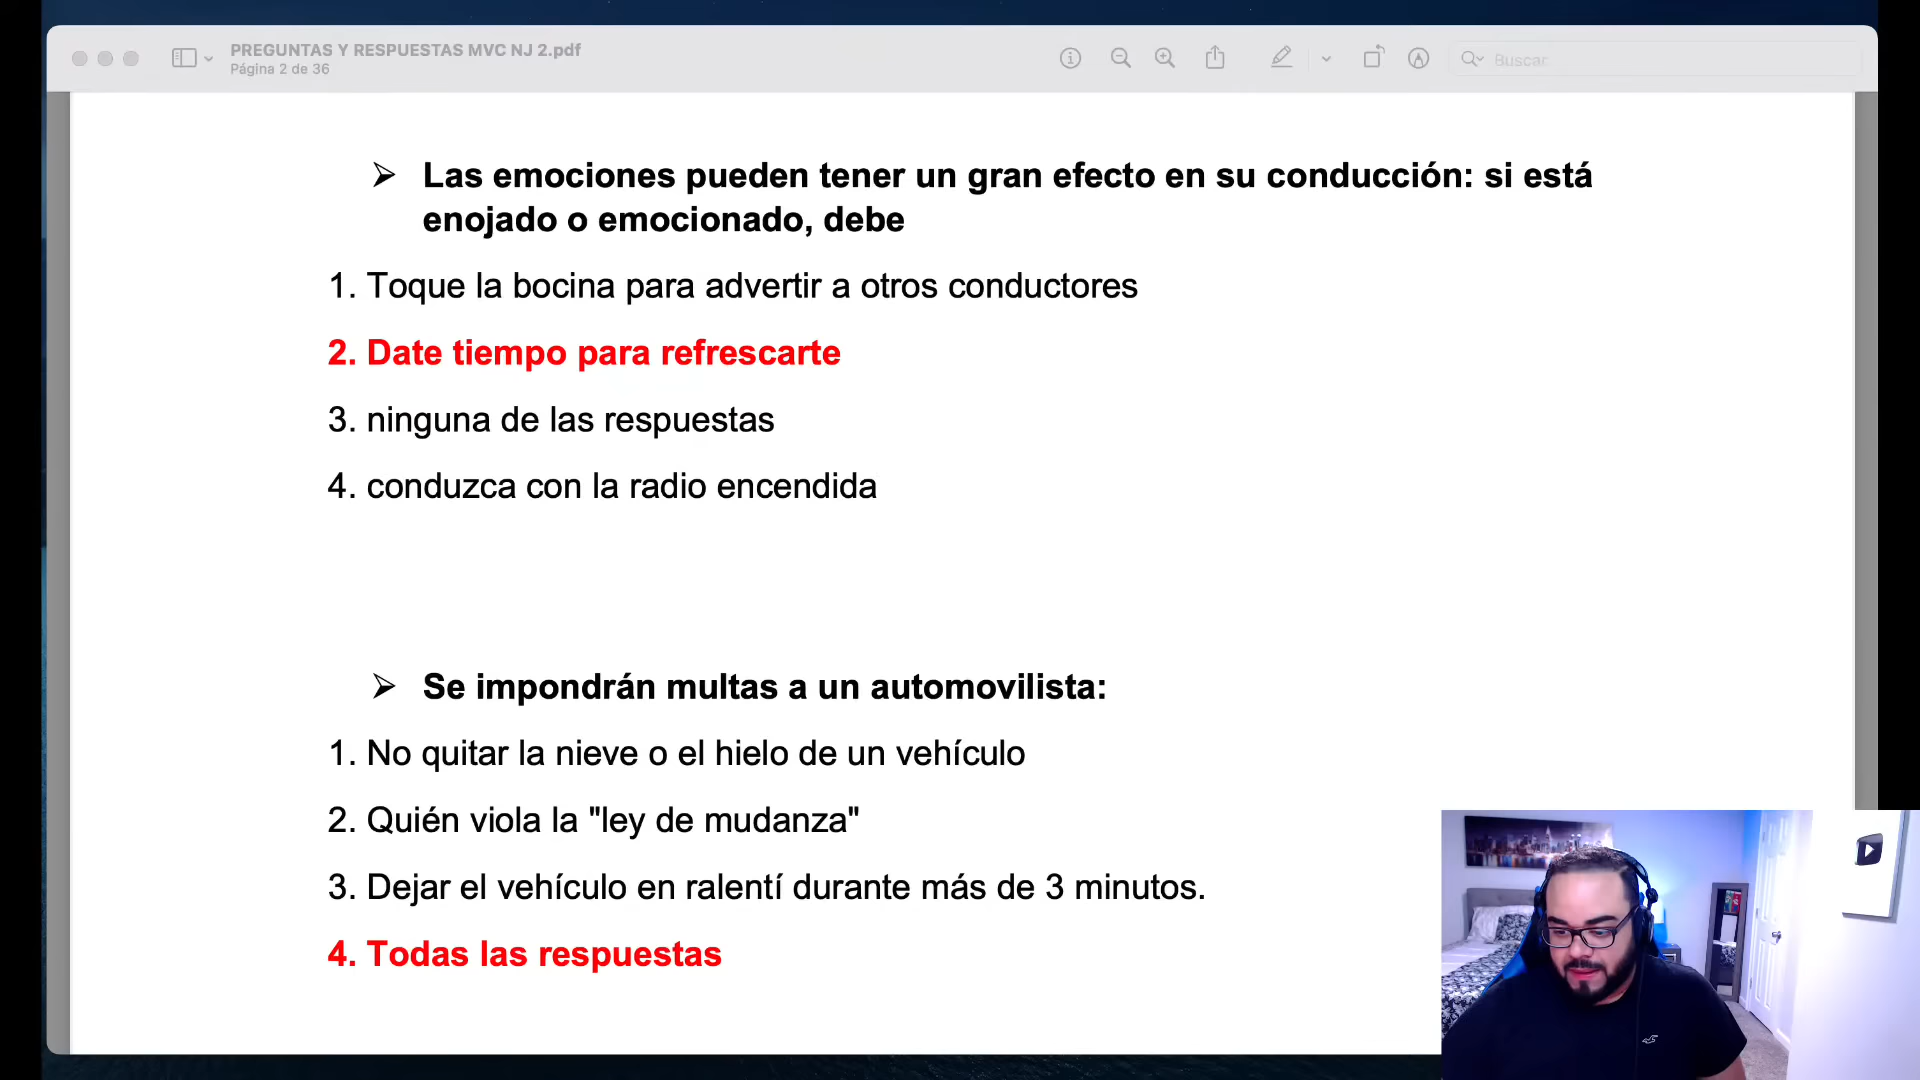 PREGUNTAS Y RESPUESTAS MVC NJ 2.pdf
Página 2 de 36
Buscar
Las emociones pueden tener un gran efecto en su conducción: si está
enojado o emocionado, debe
1. Toque la bocina para advertir a otros conductores
2. Date tiempo para refrescarte
3. ninguna de las respuestas
4. conduzca con la radio encendida
Se impondrán multas a un automovilista:
1. No quitar la nieve o el hielo de un vehículo
2. Quién viola la "ley de mudanza"
3. Dejar el vehículo en ralentí durante más de 3 minutos.
4. Todas las respuestas